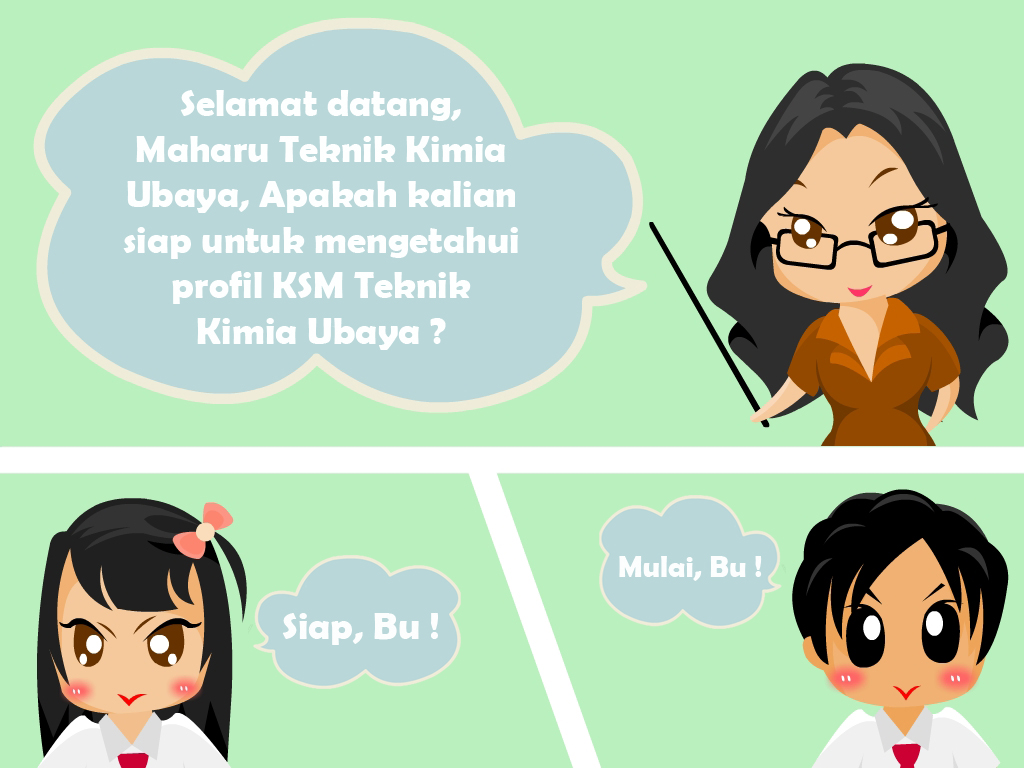 Selamat datang,
Maharu Teknik Kimia
Ubaya, Apakah kalian
siap untuk mengetahui
profil KSM Teknik
Kimia Ubaya ?
Siap, Bu !
Mulai, Bu !